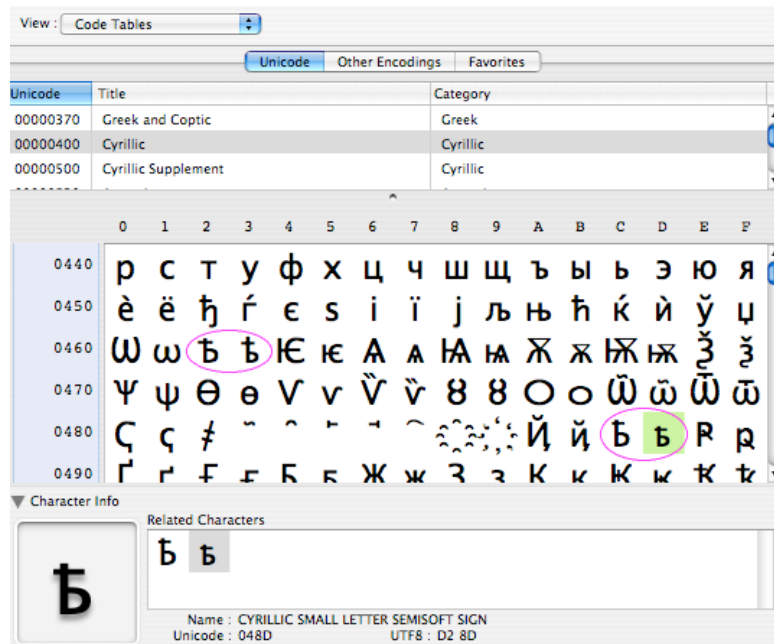 View : Code Tables
Unicode Other Encodings Favorites
Unicode Title Category
00000370 Greek and Coptic Greek
00000400 Cyrillic Cyrillic
00000500 Cyrillic Supplement Cyrillic
0 1 2 3 4 5 6 7 8 9 A B C D E F
0440 р с т у ф х ц ч ш щ ъ ы ь э ю я
0450 ѐ ё ђ ѓ є ѕ і ї ј љ њ ћ ќ ѝ ў џ
0460 Ѡ ѡ Ѣ ѣ Ѥ ѥ Ѧ ѧ Ѩ ѩ Ѫ ѫ Ѭ ѭ Ѯ ѯ
0470 Ѱ ѱ Ѳ ѳ Ѵ ѵ Ѷ ѷ Ѹ ѹ Ѻ ѻ Ѽ ѽ Ѿ ѿ
0480 Ҁ ҁ ҂ ҃ ҄ ҅ ҆ ҇ ҈ ҉ Ҋ ҋ Ҍ ҍ Ҏ ҏ
0490 Ґ ґ Ғ ғ Ҕ ҕ Җ җ Ҙ ҙ Қ қ Ҝ ҝ Ҟ ҟ
Character Info
Related Characters
Ҍ ҍ
ҍ
Name : CYRILLIC SMALL LETTER SEMISOFT SIGN
Unicode : 048D UTF8 : D2 8D